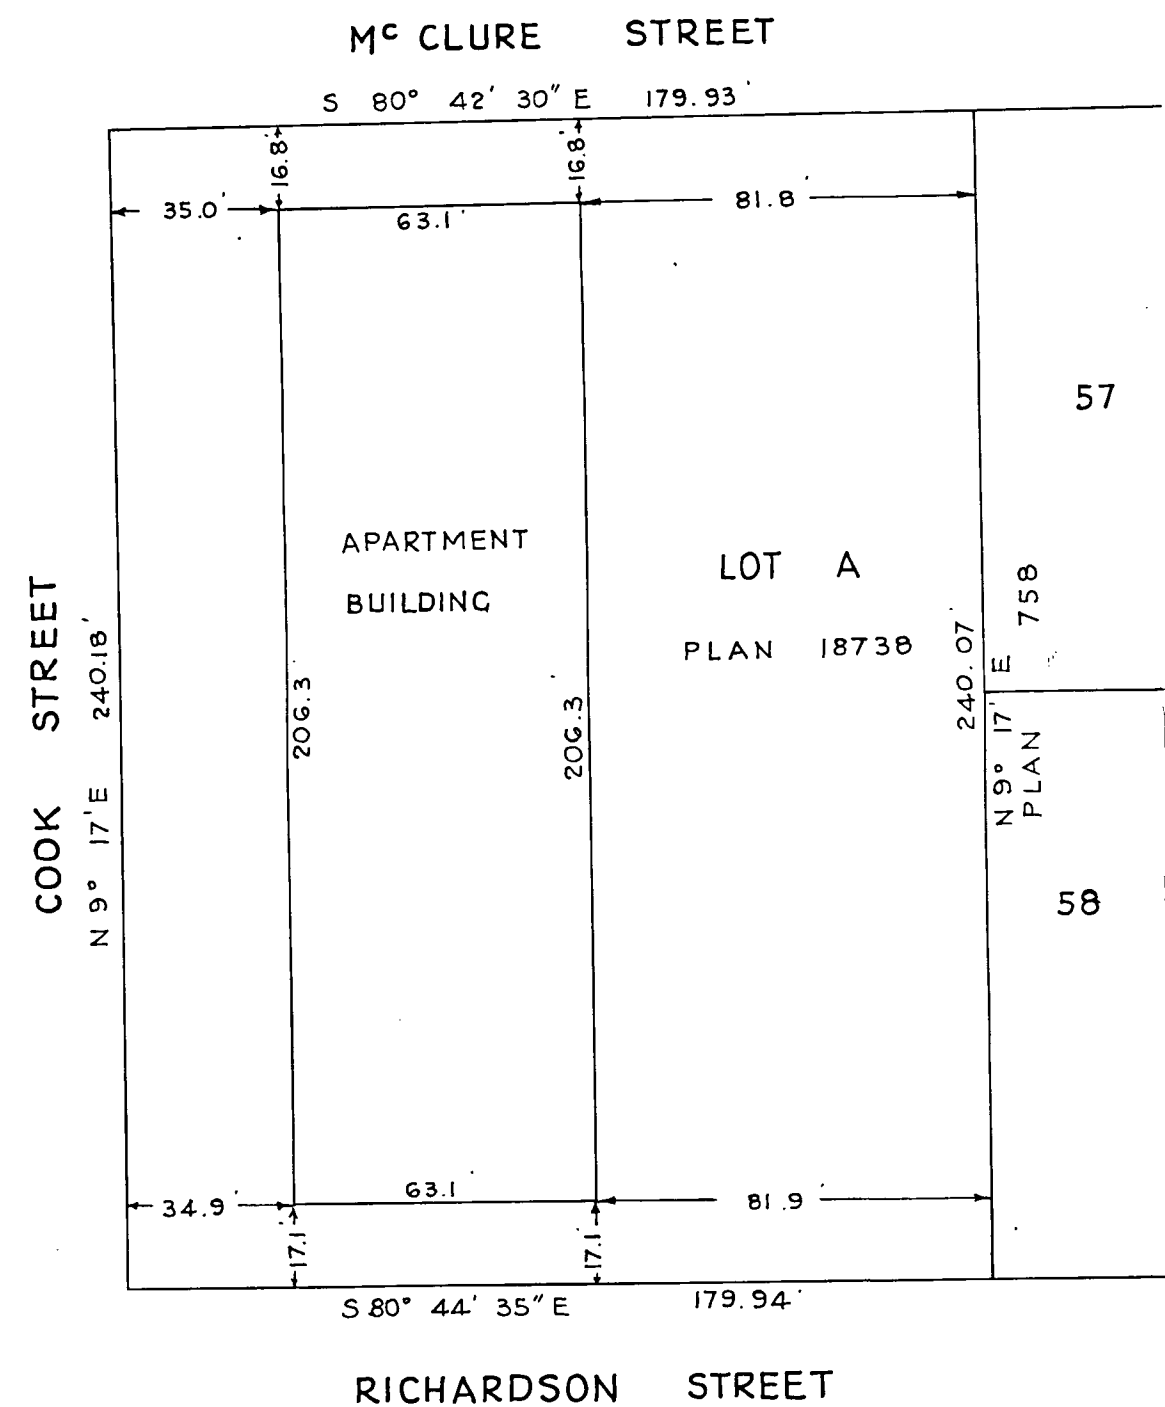 Mc CLURE STREET
S 80° 42' 30" E 179.93'
16.8'
16.8'
35.0'
63.1'
81.8'
57
APARTMENT
BUILDING
LOT A
PLAN 18738
COOK STREET
N 9° 17' E 240.18'
206.3
206.3
240.07'
N 9° 17' E
PLAN 758
58
34.9'
63.1'
81.9'
17.1'
17.1'
S 80° 44' 35" E 179.94'
RICHARDSON STREET